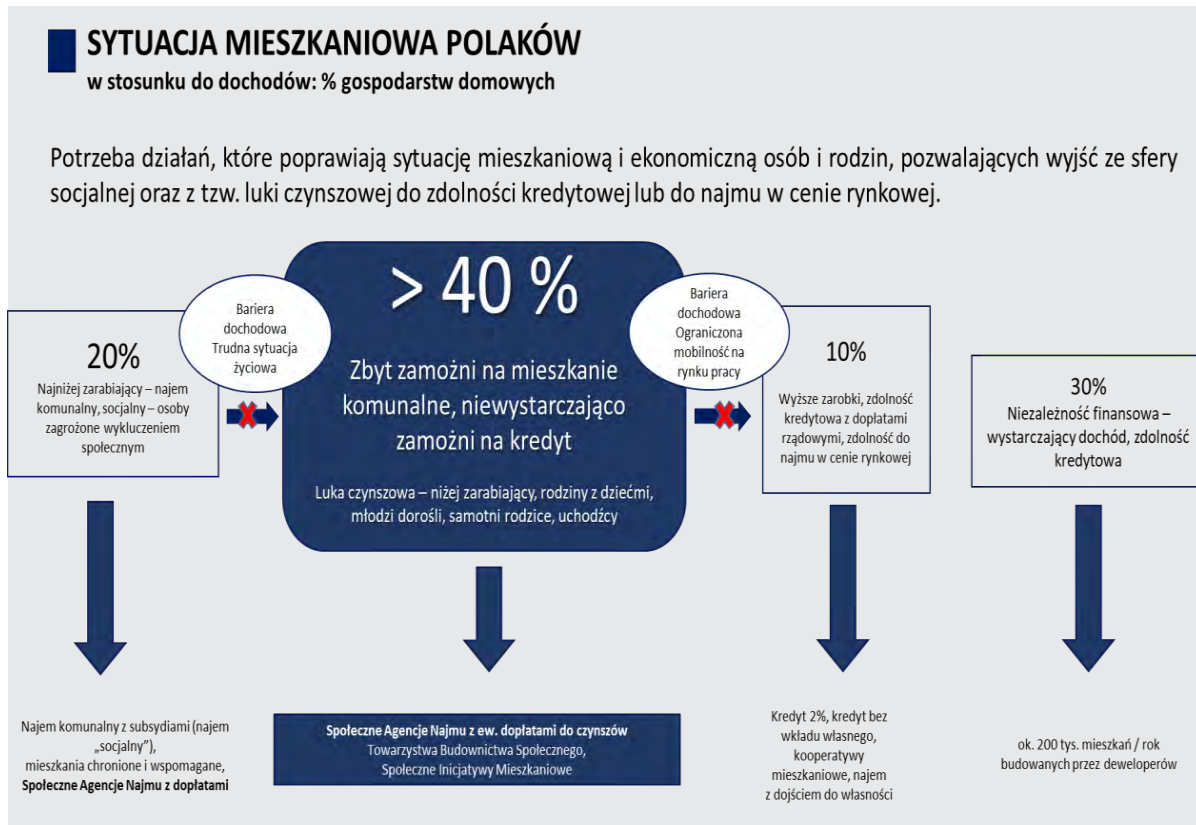 SYTUACJA MIESZKANIOWA POLAKÓW
w stosunku do dochodów: % gospodarstw domowych
Potrzeba działań, które poprawiają sytuację mieszkaniową i ekonomiczną osób i rodzin, pozwalających wyjść ze sfery
socjalnej oraz z tzw. luki czynszowej do zdolności kredytowej lub do najmu w cenie rynkowej.
20%
Najniżej zarabiający – najem
komunalny, socjalny – osoby
zagrożone wykluczeniem
społecznym
Bariera
dochodowa
Trudna sytuacja
życiowa
> 40 %
Zbyt zamożni na mieszkanie
komunalne, niewystarczająco
zamożni na kredyt
Luka czynszowa – niżej zarabiający, rodziny z dziećmi,
młodzi dorośli, samotni rodzice, uchodźcy
Bariera
dochodowa
Ograniczona
mobilność na
rynku pracy
10%
Wyższe zarobki, zdolność
kredytowa z dopłatami
rządowymi, zdolność do
najmu w cenie rynkowej
30%
Niezależność finansowa –
wystarczający dochód, zdolność
kredytowa
Najem komunalny z subsydiami (najem
„socjalny”),
mieszkania chronione i wspomagane,
Społeczne Agencje Najmu z dopłatami
Społeczne Agencje Najmu z ew. dopłatami do czynszów
Towarzystwa Budownictwa Społecznego,
Społeczne Inicjatywy Mieszkaniowe
Kredyt 2%, kredyt bez
wkładu własnego,
kooperatywy
mieszkaniowe, najem
z dojściem do własności
ok. 200 tys. mieszkań / rok
budowanych przez deweloperów